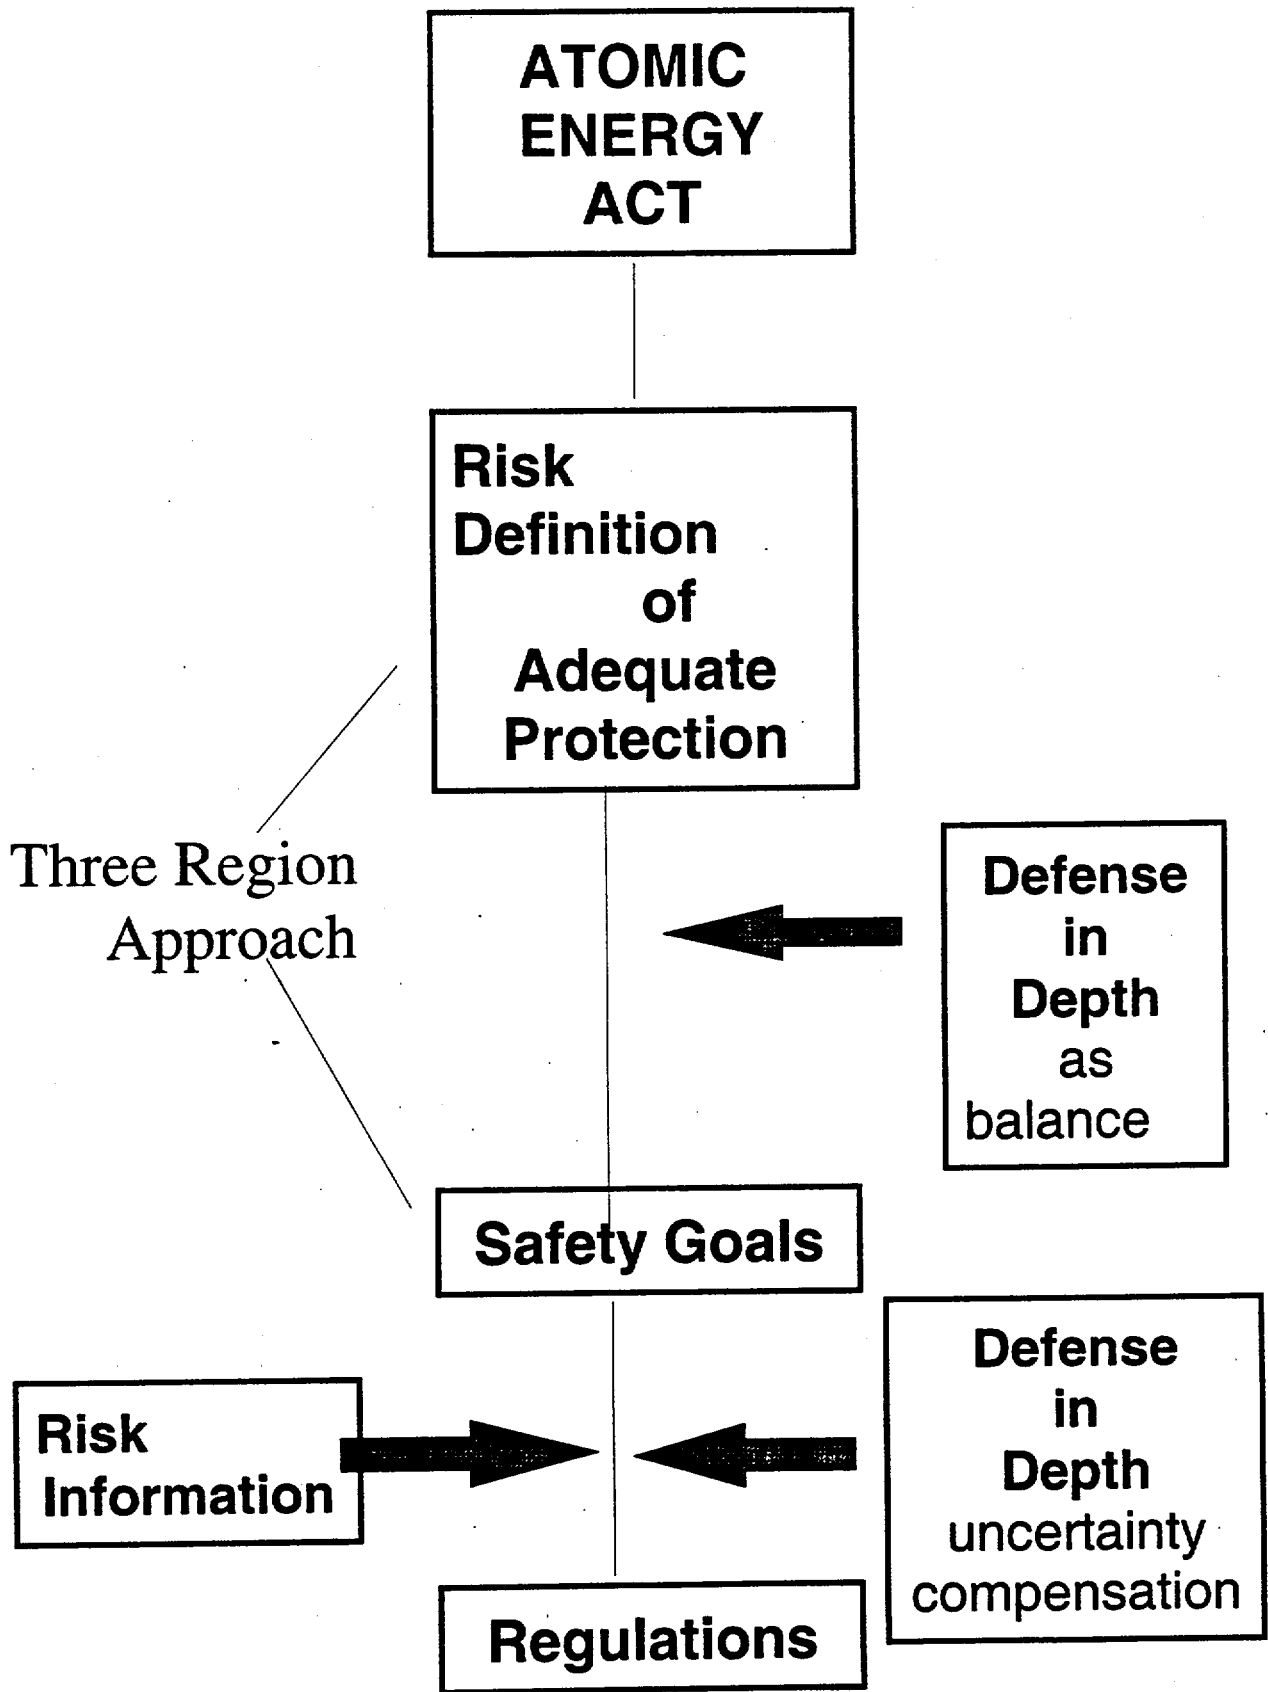 ATOMIC
ENERGY
ACT
Risk
Definition
of
Adequate
Protection
Three Region
Approach
Defense
in
Depth
as
balance
Safety Goals
Risk
Information
Defense
in
Depth
uncertainty
compensation
Regulations